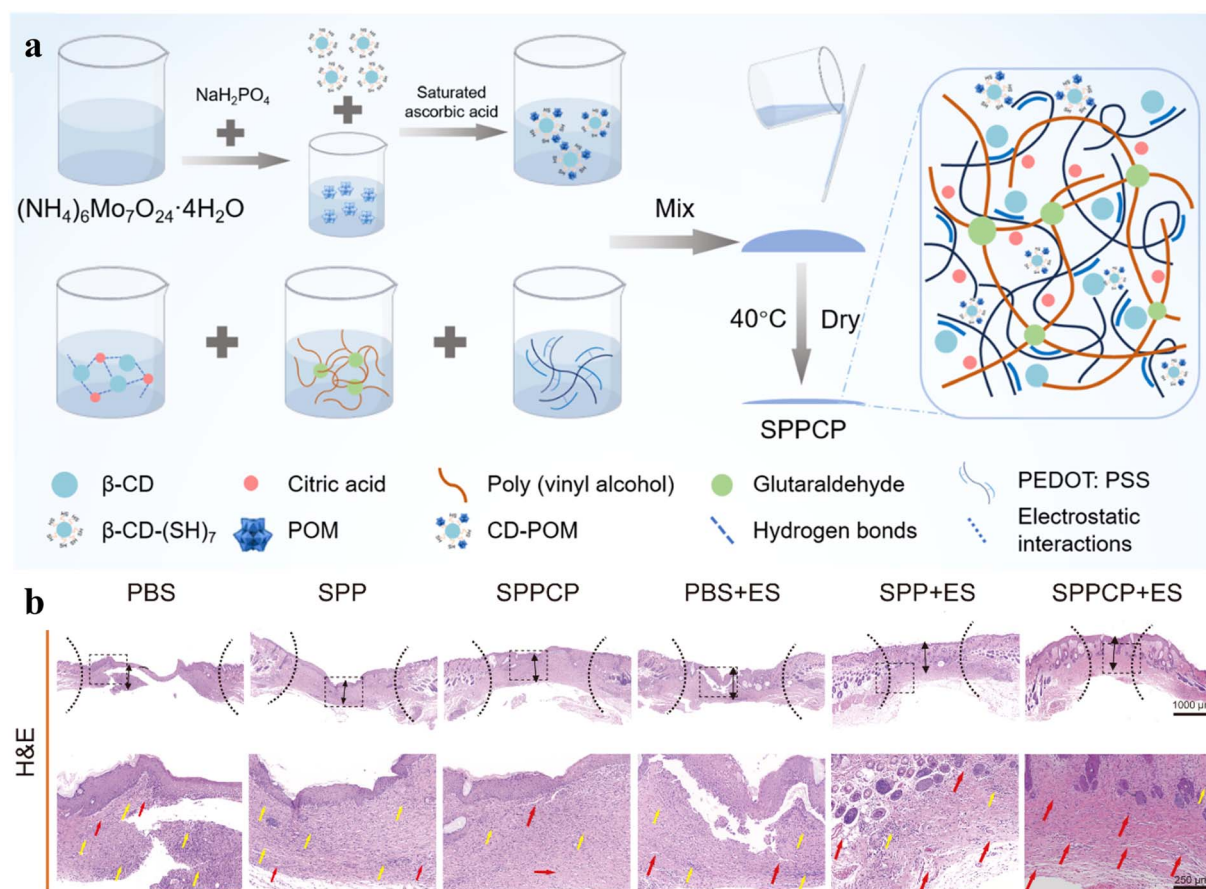 a
NaH₂PO₄
Saturated
ascorbic acid
(NH₄)₆Mo₇O₂₄·4H₂O
Mix
40°C Dry
SPPCP
β-CD
Citric acid
Poly (vinyl alcohol)
Glutaraldehyde
PEDOT: PSS
β-CD-(SH)₇
POM
CD-POM
Hydrogen bonds
Electrostatic
interactions
b
PBS
SPP
SPPCP
PBS+ES
SPP+ES
SPPCP+ES
H&E
1000 μm
250 μm